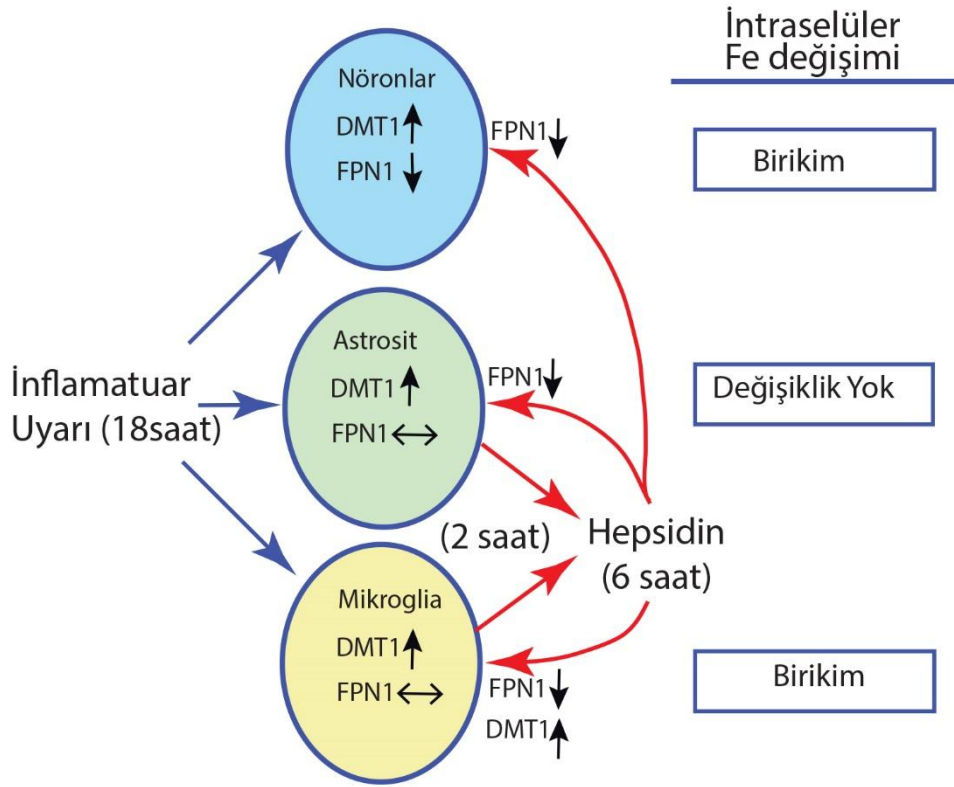 İntraselüler
Fe değişimi
Nöronlar
DMT1↑
FPN1↓
FPN1↓
Birikim
İnflamatuar
Uyarı (18saat)
Astrosit
DMT1↑
FPN1↔
FPN1↓
Değişiklik Yok
(2 saat)
Hepsidin
(6 saat)
Mikroglia
DMT1↑
FPN1↔
FPN1↓
DMT1↑
Birikim